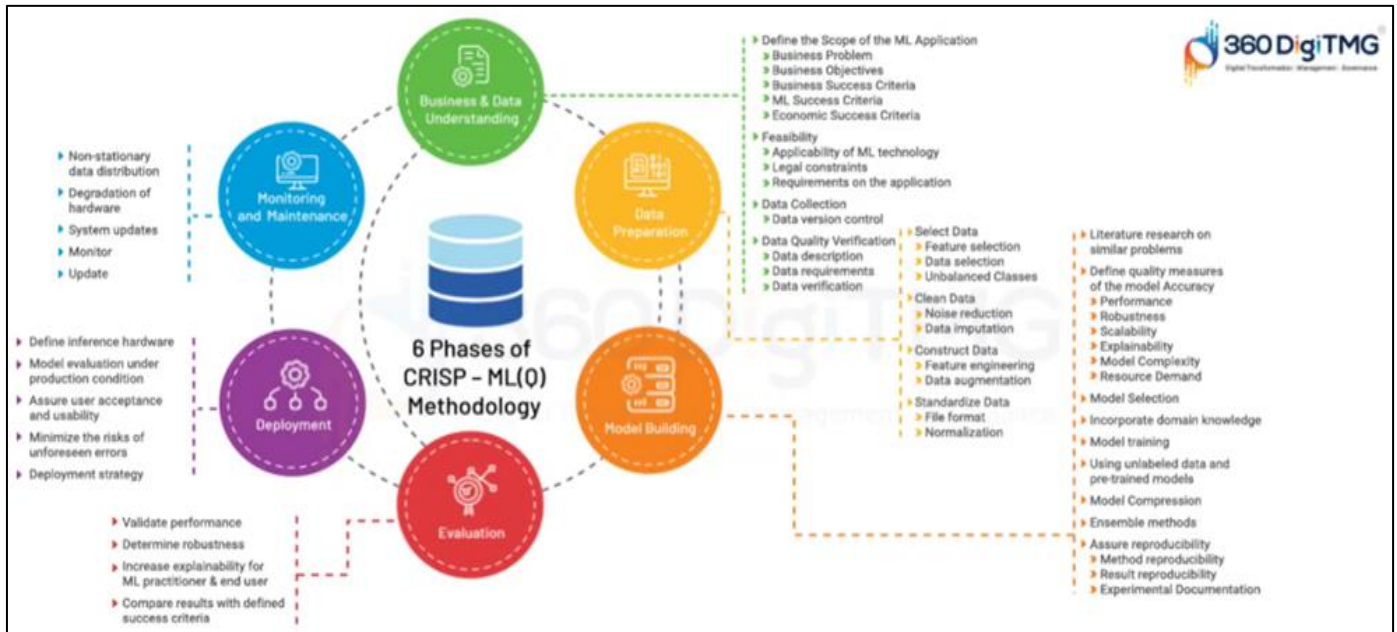 360DigiTMG
Business & Data
Understanding
Define the Scope of the ML Application
Business Problem
Business Objectives
Business Success Criteria
ML Success Criteria
Economic Success Criteria
Feasibility
Applicability of ML technology
Legal constraints
Requirements on the application
Data Collection
Data version control
Data Quality Verification
Data description
Data requirements
Data verification
Data
Preparation
Select Data
Feature selection
Data selection
Unbalanced Classes
Clean Data
Noise reduction
Data imputation
Construct Data
Feature engineering
Data augmentation
Standardize Data
File format
Normalization
Model Building
Literature research on
similar problems
Define quality measures
of the model Accuracy
Performance
Robustness
Scalability
Explainability
Model Complexity
Resource Demand
Model Selection
Incorporate domain knowledge
Model training
Using unlabeled data and
pre-trained models
Model Compression
Ensemble methods
Assure reproducibility
Method reproducibility
Result reproducibility
Experimental Documentation
Evaluation
Validate performance
Determine robustness
Increase explainability for
ML practitioner & end user
Compare results with defined
success criteria
Deployment
Define inference hardware
Model evaluation under
production condition
Assure user acceptance
and usability
Minimize the risks of
unforeseen errors
Deployment strategy
Monitoring
and Maintenance
Non-stationary
data distribution
Degradation of
hardware
System updates
Monitor
Update
6 Phases of
CRISP - ML(Q)
Methodology
360DigiTMG